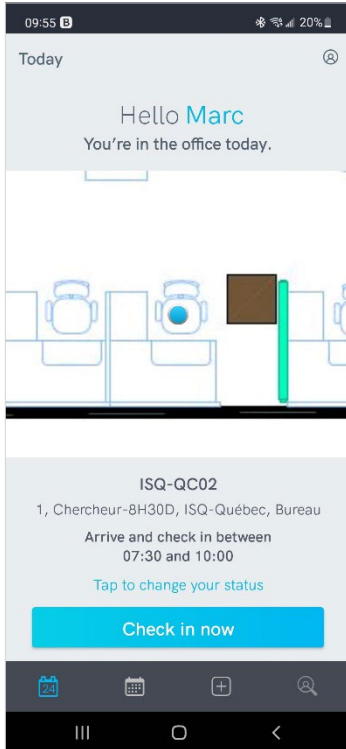 09:55 B 20%
Today
Hello Marc
You're in the office today.
ISQ-QC02
1, Chercheur-8H30D, ISQ-Québec, Bureau
Arrive and check in between
07:30 and 10:00
Tap to change your status
Check in now
24